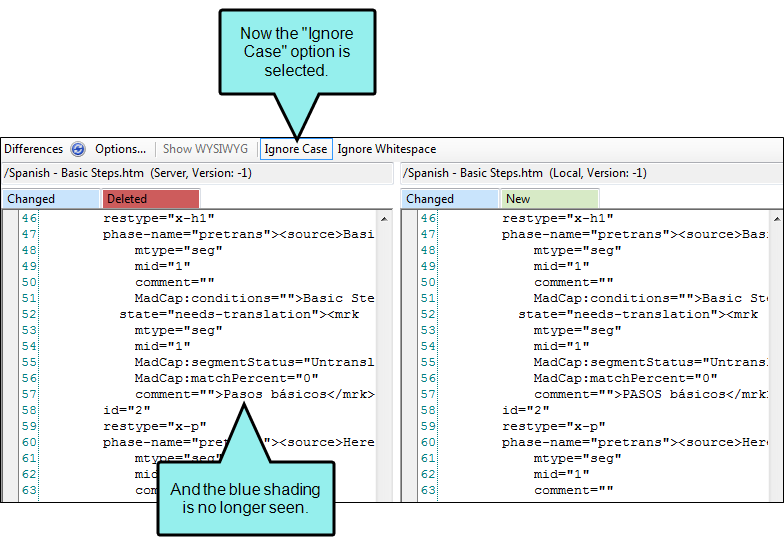 Now the "Ignore
Case" option is
selected.
Differences Options... Show WYSIWYG Ignore Case Ignore Whitespace
/Spanish - Basic Steps.htm (Server, Version: -1) /Spanish - Basic Steps.htm (Local, Version: -1)
Changed Deleted Changed New
46 restype="x-h1" 46 restype="x-h1"
47 phase-name="pretrans"><source>Basi 47 phase-name="pretrans"><source>Bas
48 mtype="seg" 48 mtype="seg"
49 mid="1" 49 mid="1"
50 comment="" 50 comment=""
51 MadCap:conditions="">Basic Ste 51 MadCap:conditions="">Basic St
52 state="needs-translation"><mrk 52 state="needs-translation"><mrk
53 mtype="seg" 53 mtype="seg"
54 mid="1" 54 mid="1"
55 MadCap:segmentStatus="Untransl 55 MadCap:segmentStatus="Untrans
56 MadCap:matchPercent="0" 56 MadCap:matchPercent="0"
57 comment="">Pasos básicos</mrk> 57 comment="">PASOS básicos</mrk
58 id="2" 58 id="2"
59 restype="x-p" 59 restype="x-p"
60 phase-name="pret s"><source>Here 60 phase-name="pretrans"><source>Her
61 mtype="seg" 61 mtype="seg"
62 mid 62 mid="1"
63 co 63 comment=""
And the blue shading
is no longer seen.